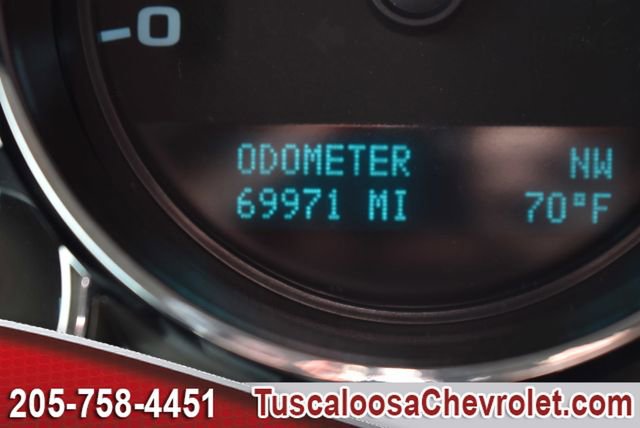 -0
ODOMETER NW
69971 MI 70°F
205-758-4451 TuscaloosaChevrolet.com